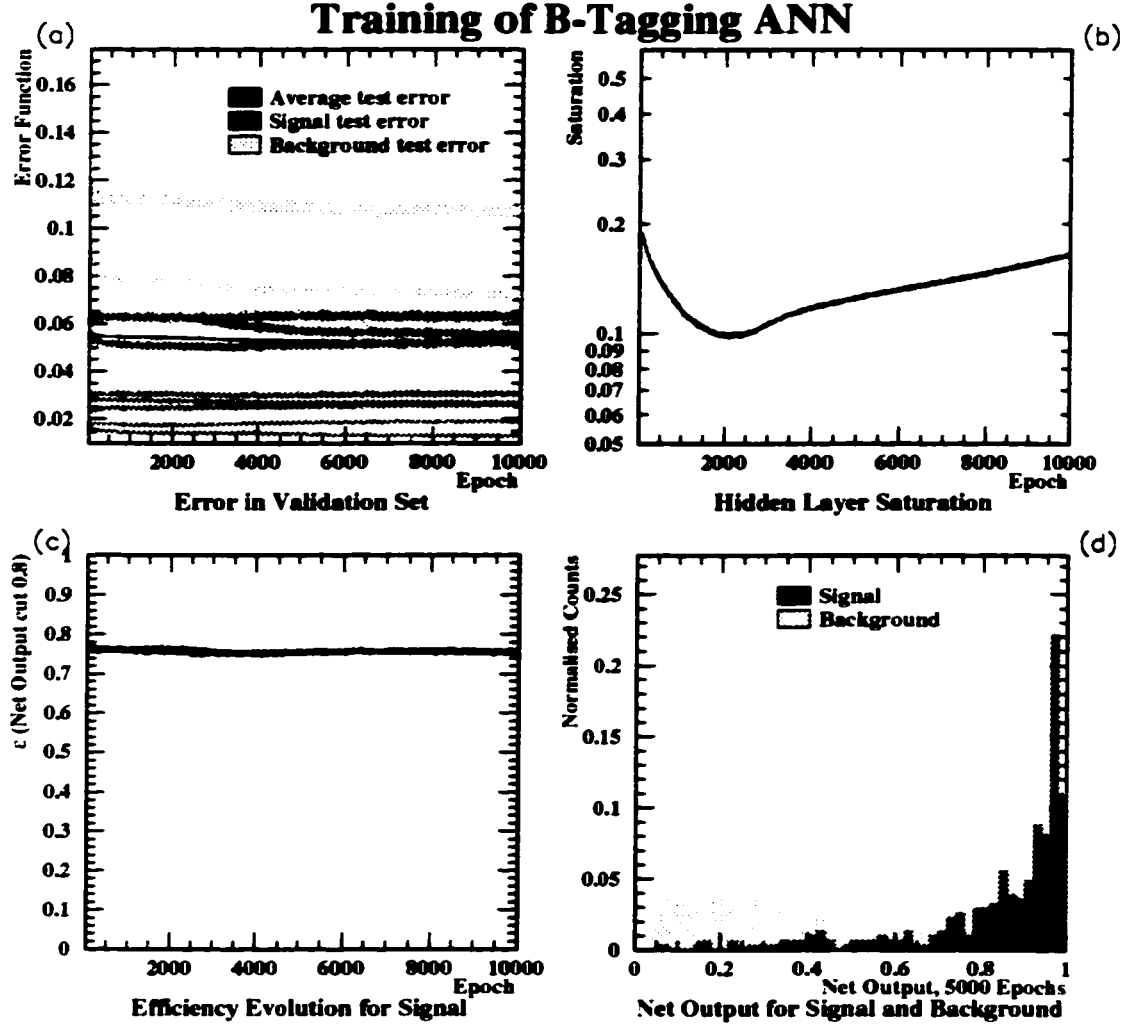 Training of B-Tagging ANN
(a)
Error Function
0.16
0.14
0.12
0.1
0.08
0.06
0.04
0.02
Average test error
Signal test error
Background test error
2000 4000 6000 8000 10000
Epoch
Error in Validation Set
(b)
Saturation
0.5
0.4
0.3
0.2
0.1
0.09
0.08
0.07
0.06
0.05
2000 4000 6000 8000 10000
Epoch
Hidden Layer Saturation
(c)
ε (Net Output cut 0.8)
1
0.9
0.8
0.7
0.6
0.5
0.4
0.3
0.2
0.1
0
2000 4000 6000 8000 10000
Epoch
Efficiency Evolution for Signal
(d)
Normalised Counts
0.25
0.2
0.15
0.1
0.05
0
Signal
Background
0 0.2 0.4 0.6 0.8 1
Net Output, 5000 Epochs
Net Output for Signal and Background